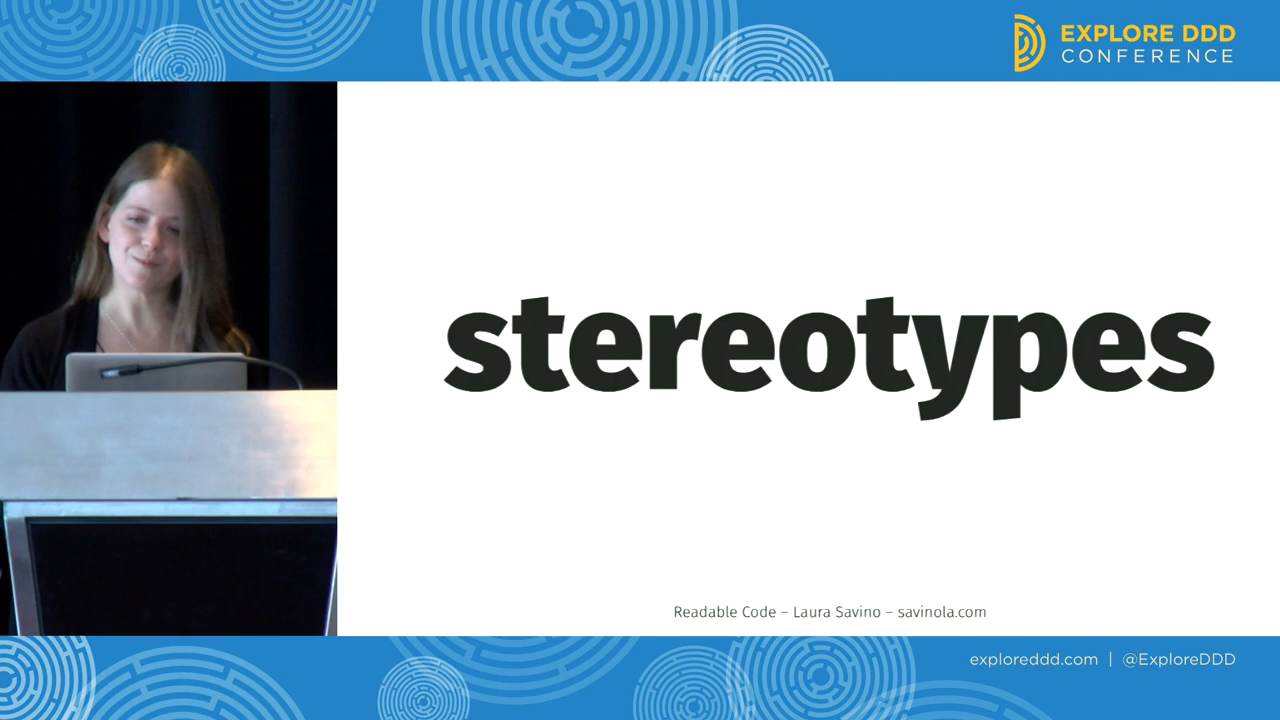 EXPLORE DDD
CONFERENCE
stereotypes
Readable Code – Laura Savino – savinola.com
exploreddd.com | @ExploreDDD